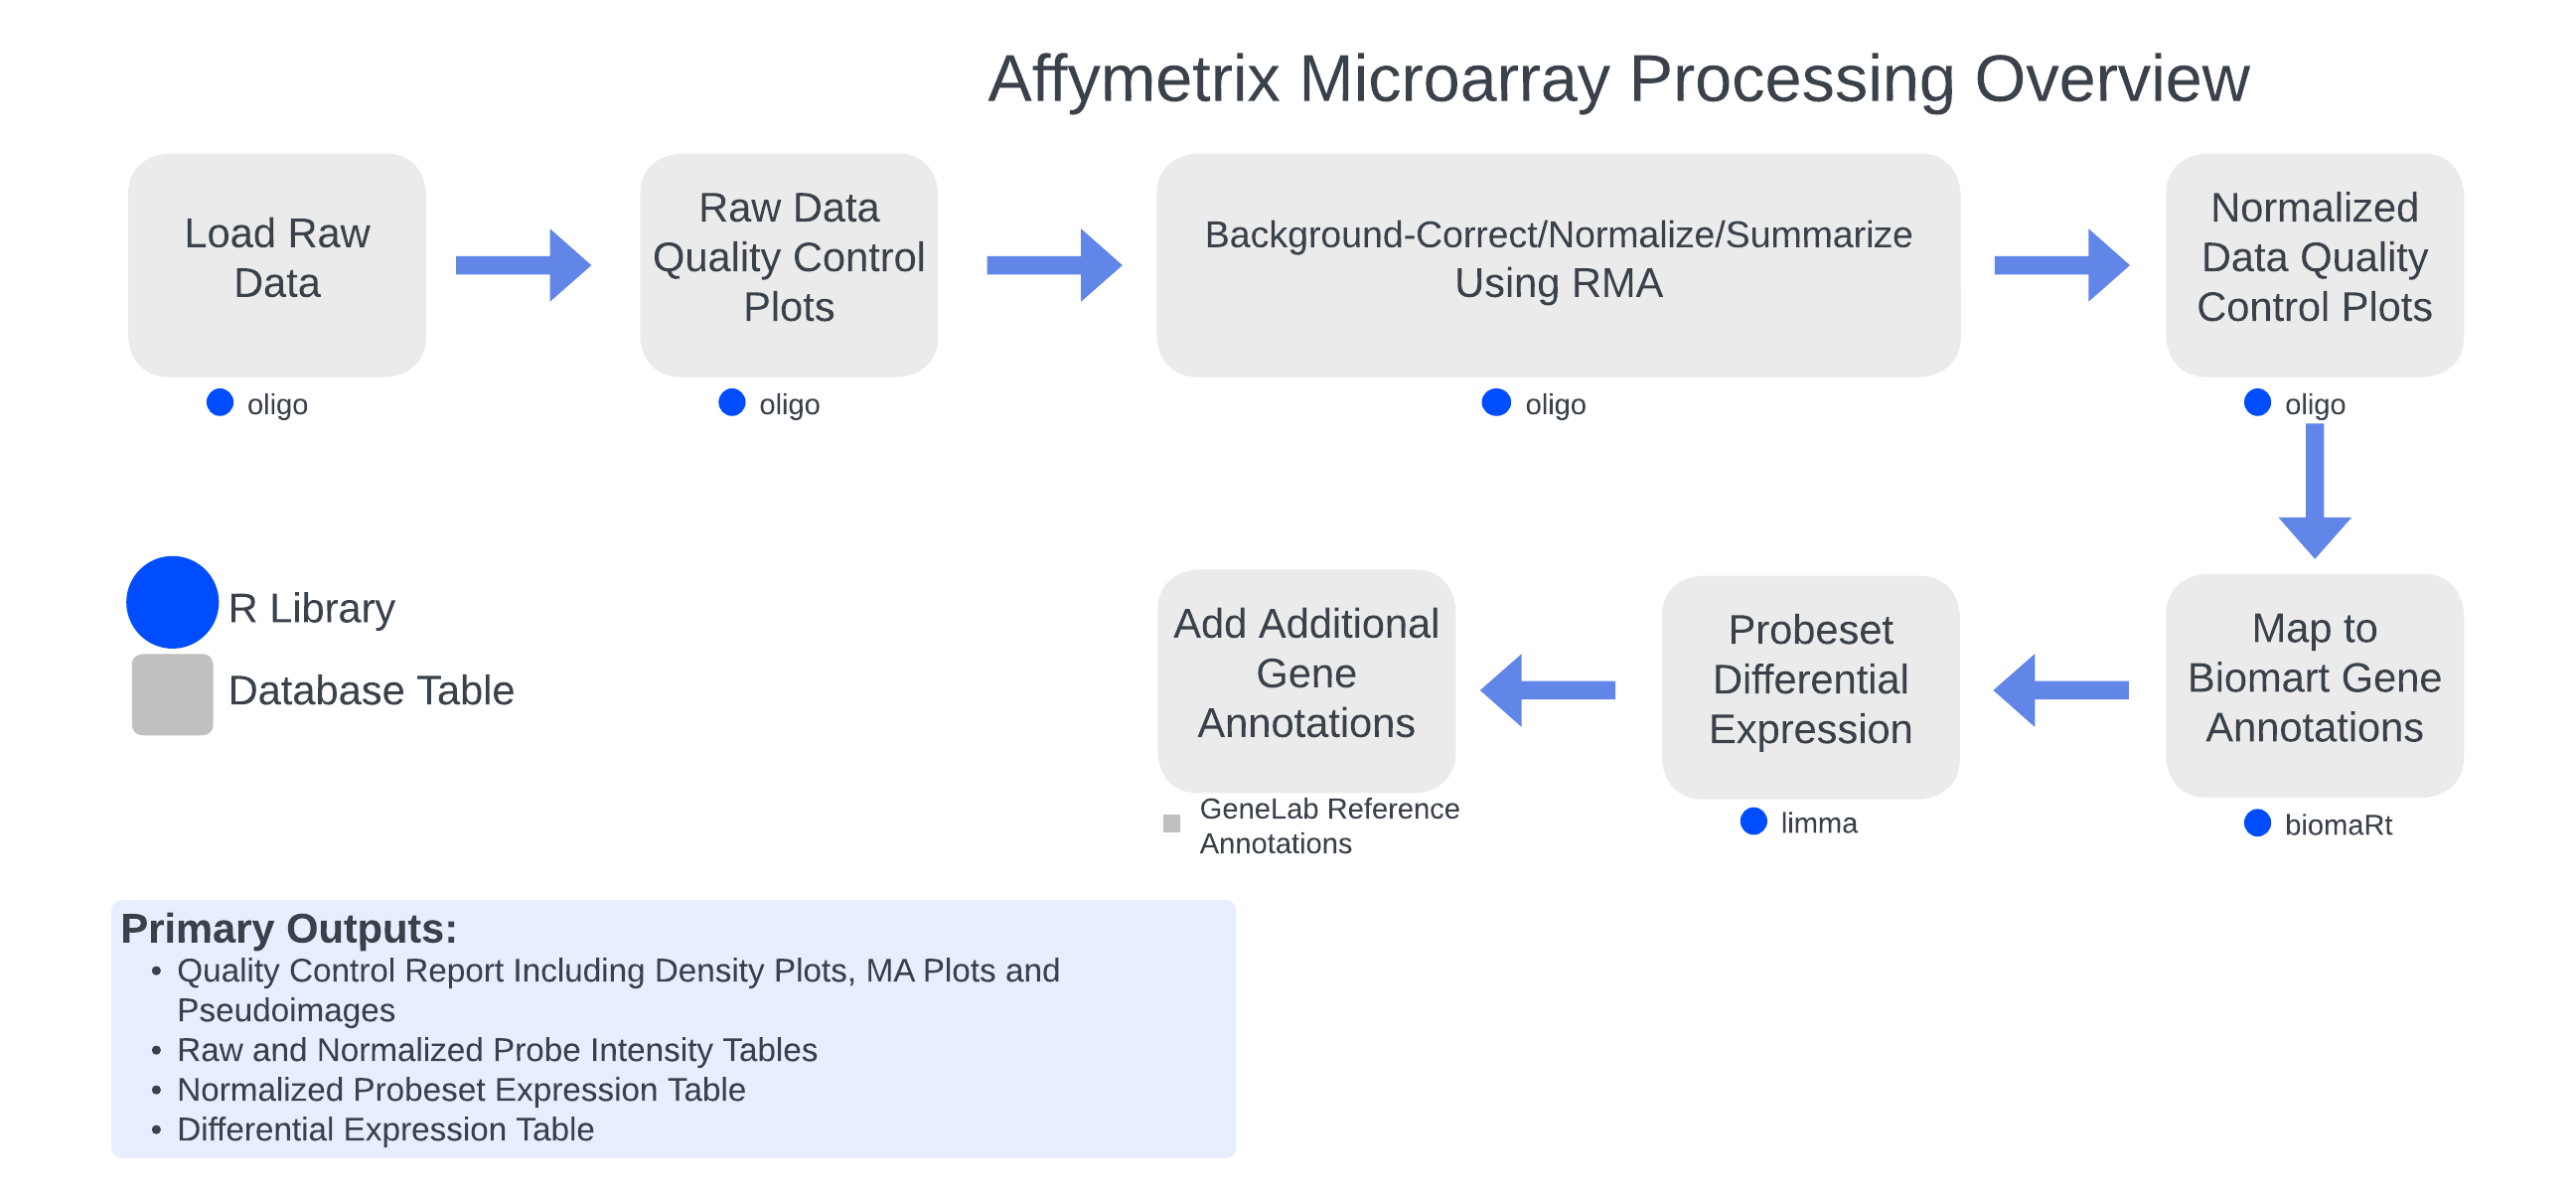 Affymetrix Microarray Processing Overview
Load Raw
Data
oligo
Raw Data
Quality Control
Plots
oligo
Background-Correct/Normalize/Summarize
Using RMA
oligo
Normalized
Data Quality
Control Plots
oligo
Map to
Biomart Gene
Annotations
biomaRt
Probeset
Differential
Expression
limma
Add Additional
Gene
Annotations
GeneLab Reference
Annotations
R Library
Database Table
Primary Outputs:
• Quality Control Report Including Density Plots, MA Plots and
Pseudoimages
• Raw and Normalized Probe Intensity Tables
• Normalized Probeset Expression Table
• Differential Expression Table